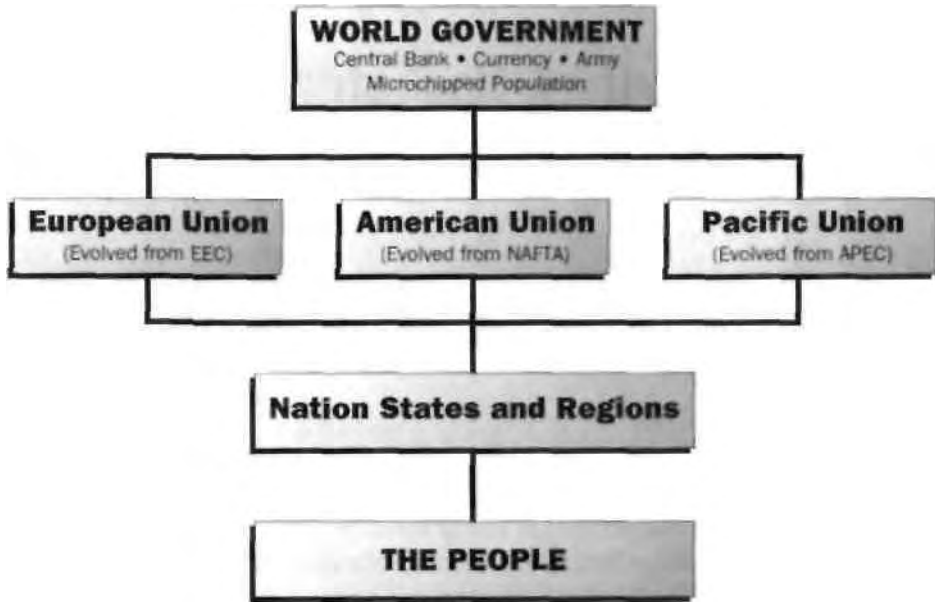 WORLD GOVERNMENT
Central Bank • Currency • Army
Microchipped Population
European Union
(Evolved from EEC)
American Union
(Evolved from NAFTA)
Pacific Union
(Evolved from APEC)
Nation States and Regions
THE PEOPLE